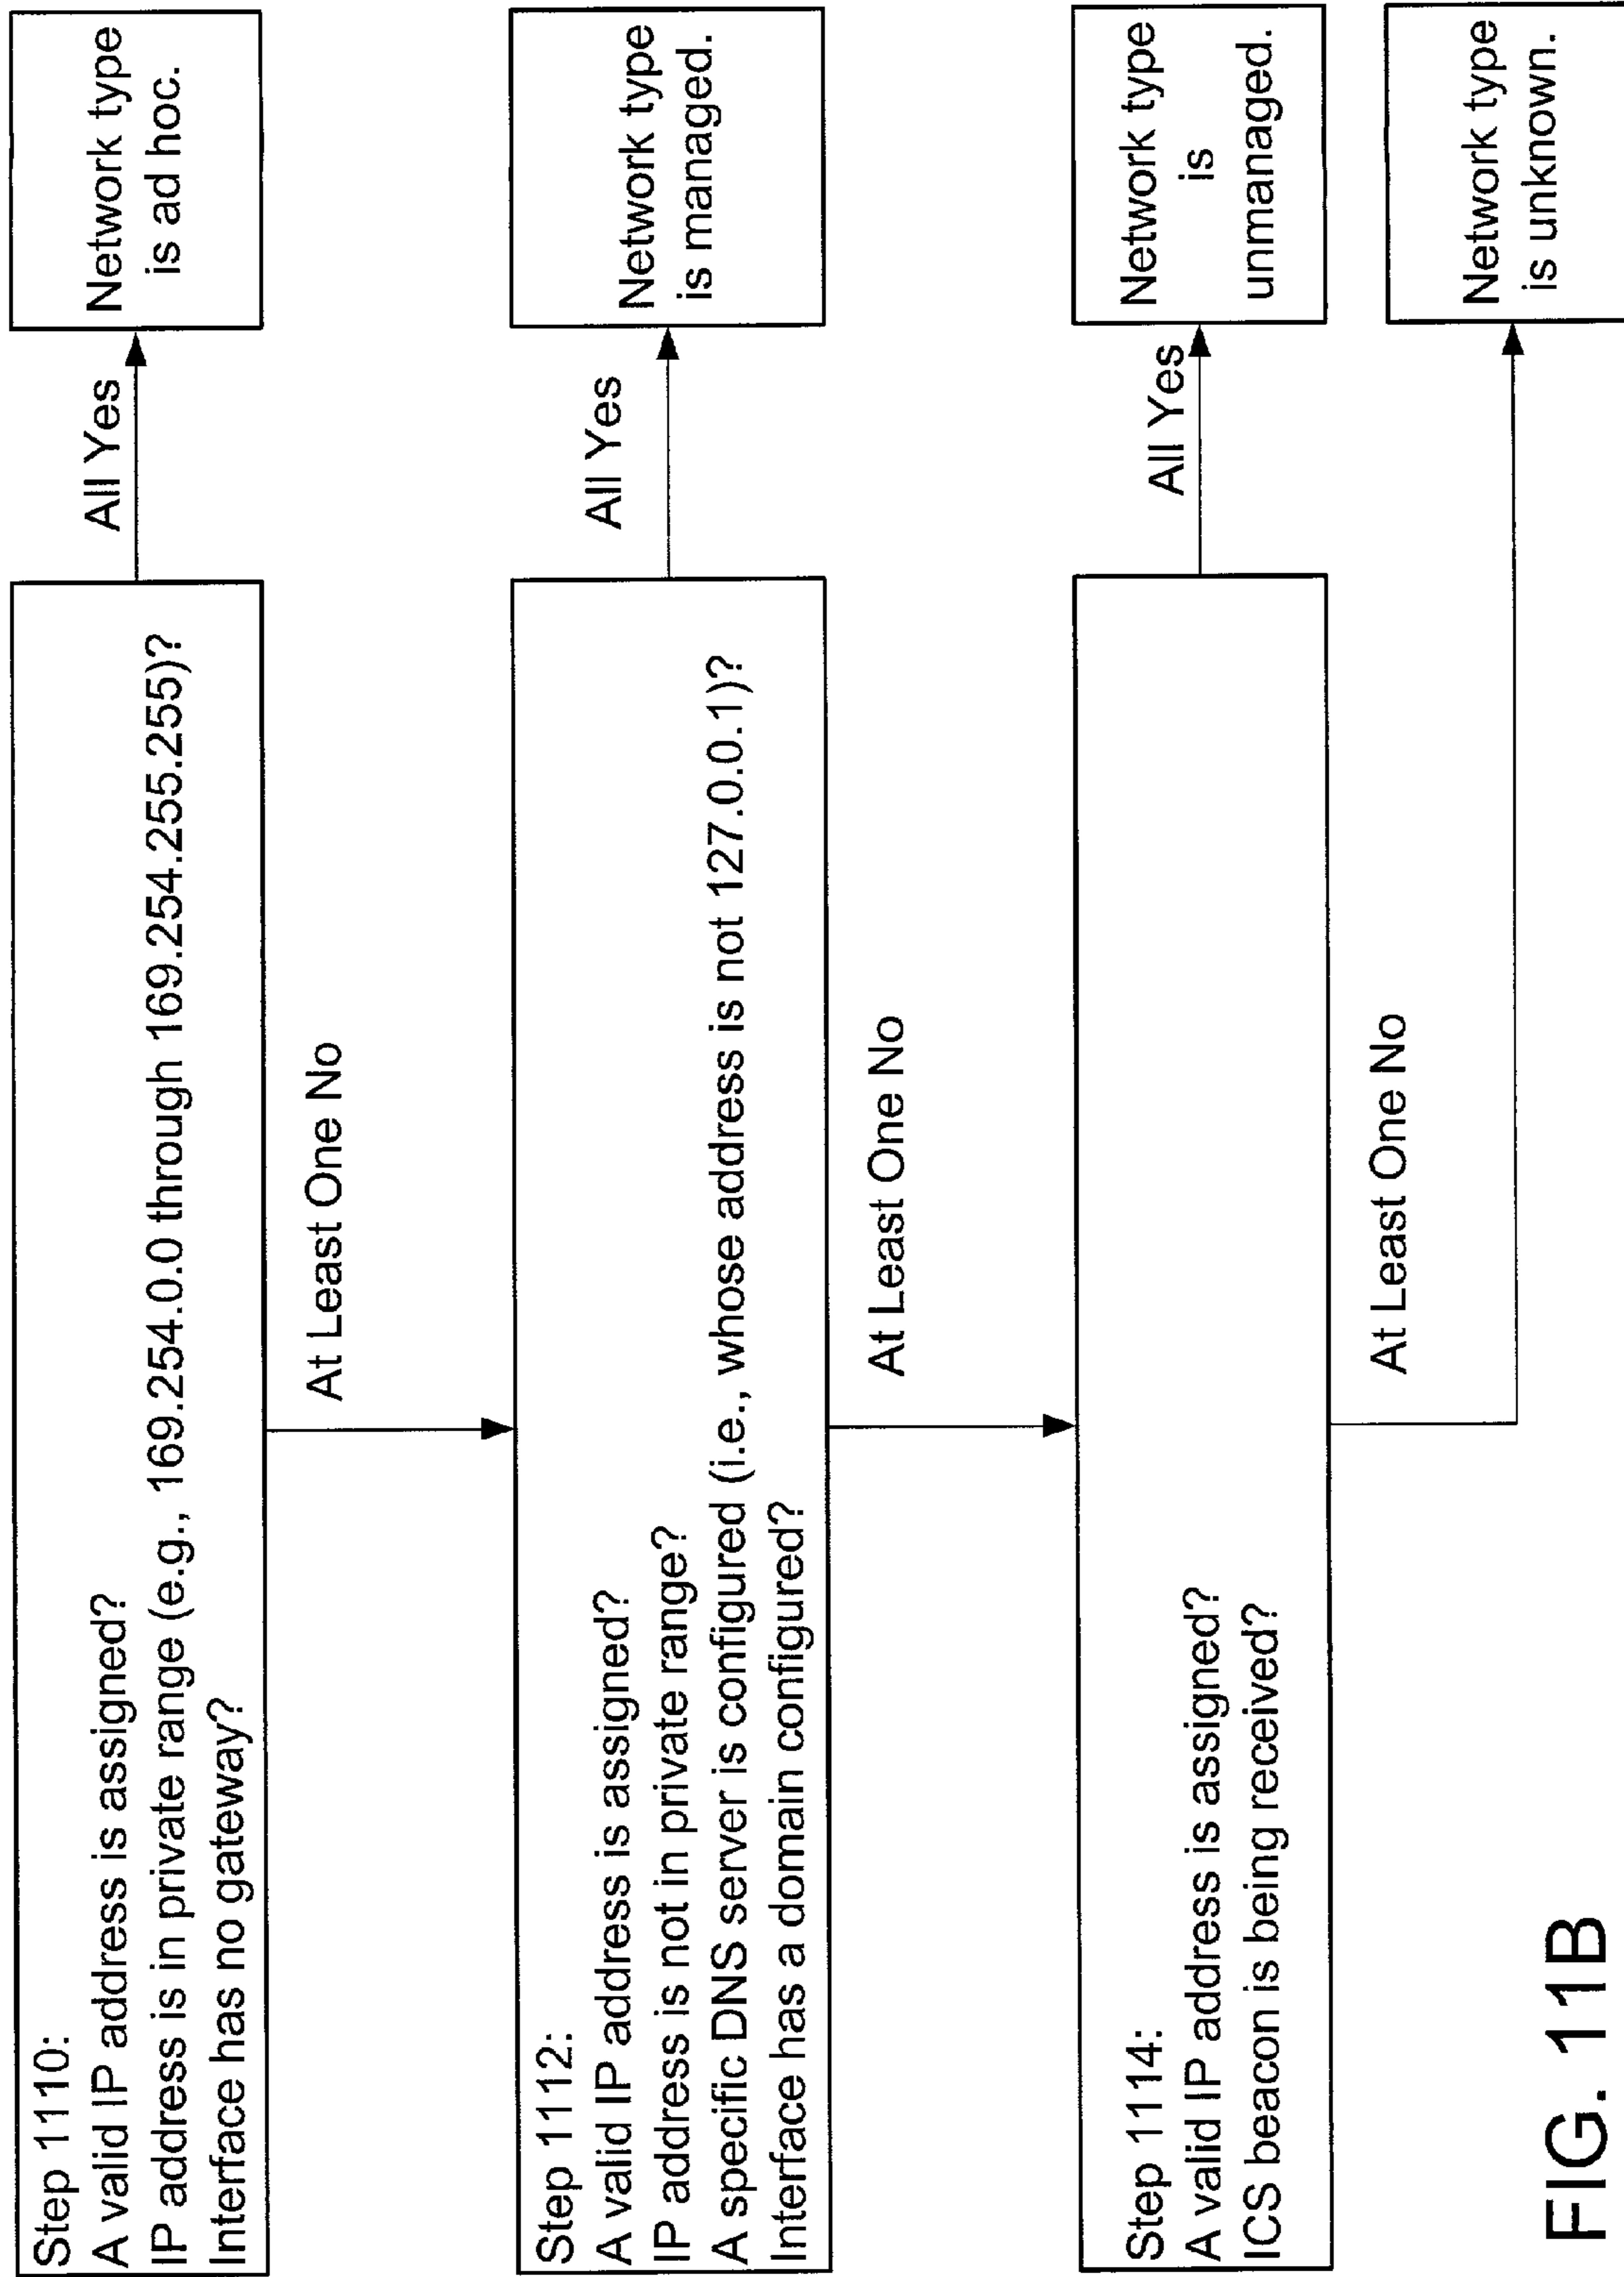 Step 1110:
A valid IP address is assigned?
IP address is in private range (e.g., 169.254.0.0 through 169.254.255.255)?
Interface has no gateway?
All Yes
Network type
is ad hoc.
At Least One No
Step 1112:
A valid IP address is assigned?
IP address is not in private range?
A specific DNS server is configured (i.e., whose address is not 127.0.0.1)?
Interface has a domain configured?
All Yes
Network type
is managed.
At Least One No
Step 1114:
A valid IP address is assigned?
ICS beacon is being received?
All Yes
Network type
is
unmanaged.
At Least One No
Network type
is unknown.
FIG. 11B